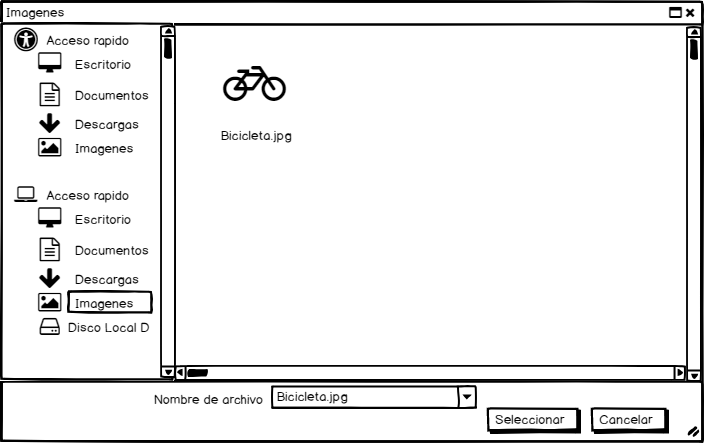 Imagenes
Acceso rapido
Escritorio
Documentos
Descargas
Imagenes
Acceso rapido
Escritorio
Documentos
Descargas
Imagenes
Disco Local D
Bicicleta.jpg
Nombre de archivo
Bicicleta.jpg
Seleccionar
Cancelar